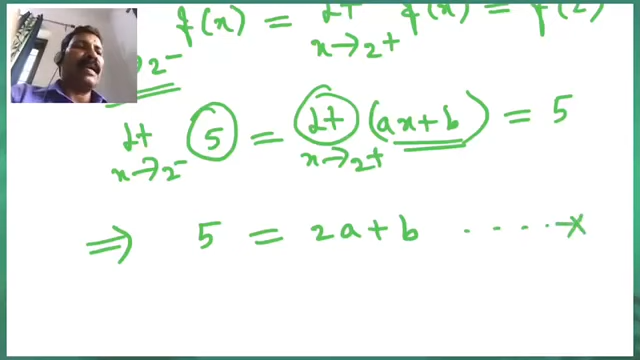 f(x) = Lt f(x) = f(2)
→2⁻ x→2⁺
Lt 5 = Lt (ax+b) = 5
x→2⁻ x→2⁺
⇒ 5 = 2a+b